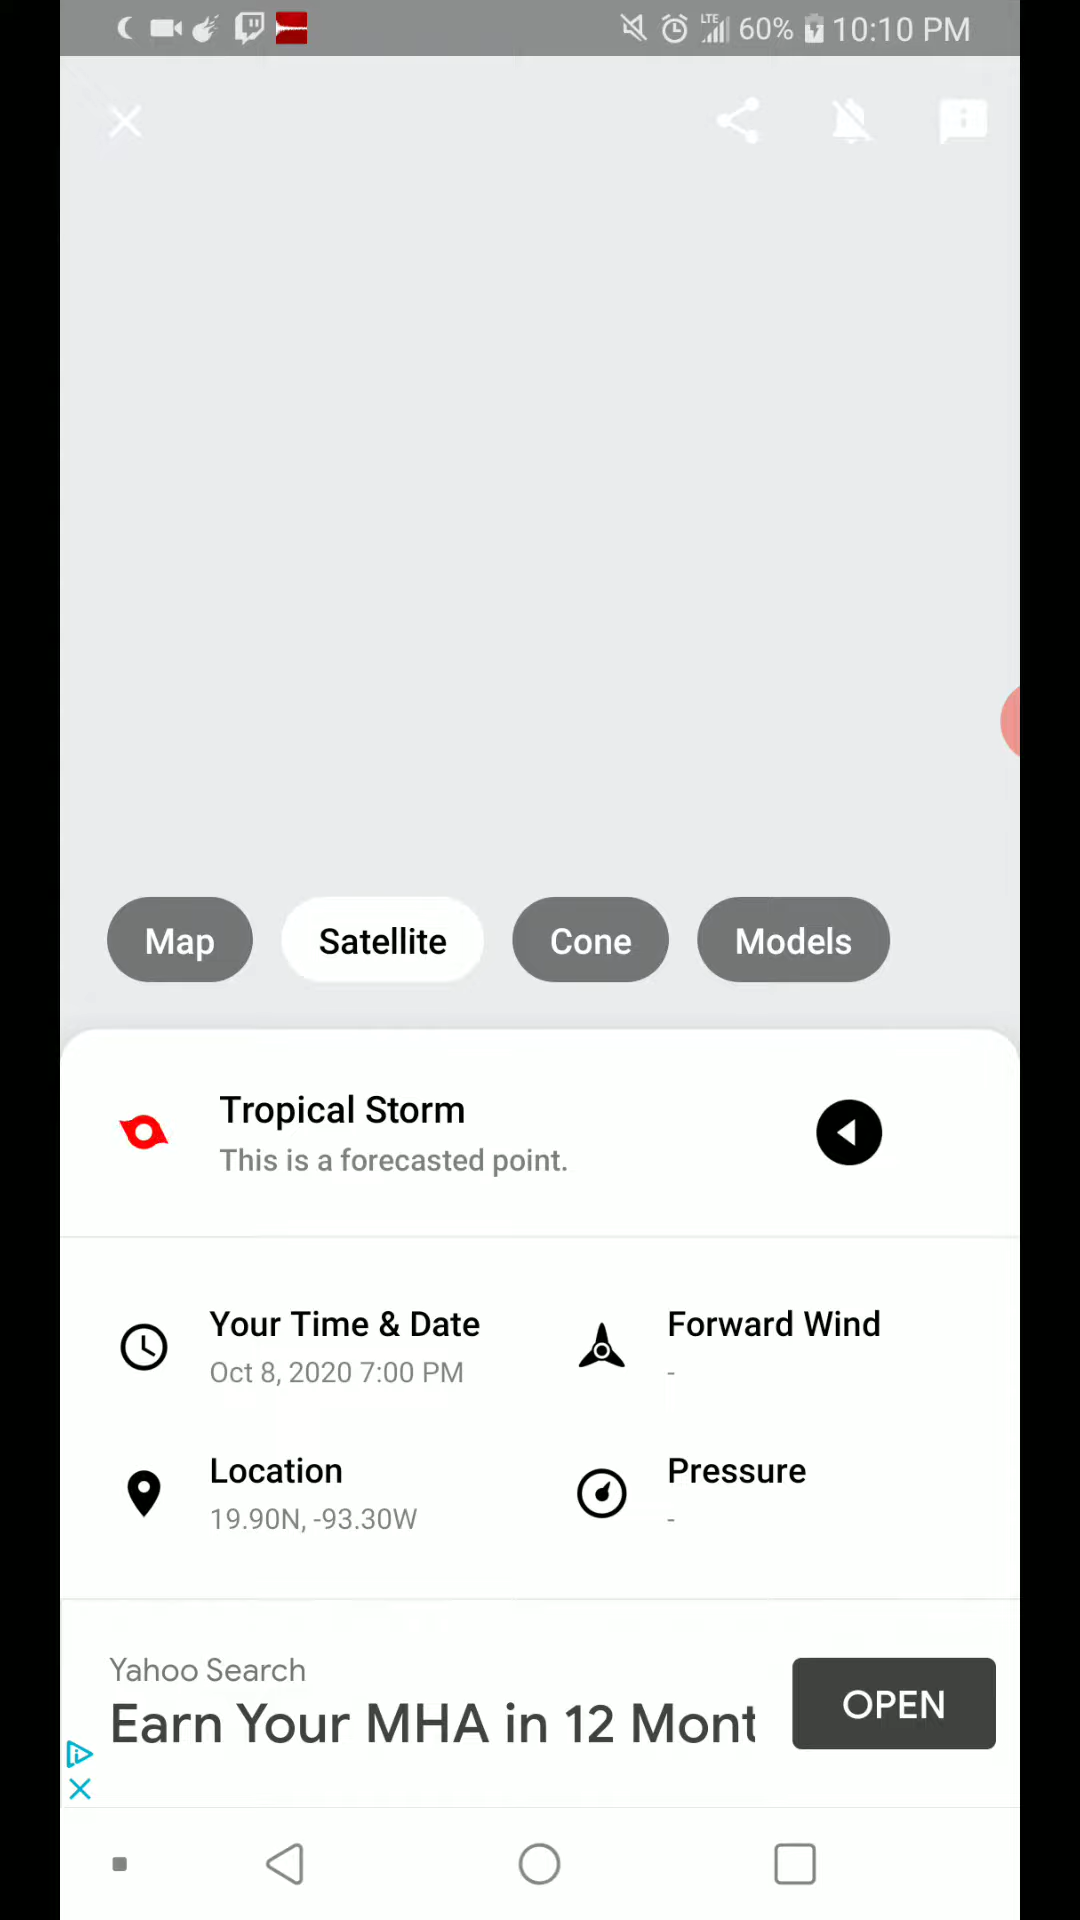 LTE 60% 10:10 PM
Map Satellite Cone Models
Tropical Storm
This is a forecasted point.
Your Time & Date
Oct 8, 2020 7:00 PM
Forward Wind
-
Location
19.90N, -93.30W
Pressure
-
Yahoo Search
Earn Your MHA in 12 Mont
OPEN